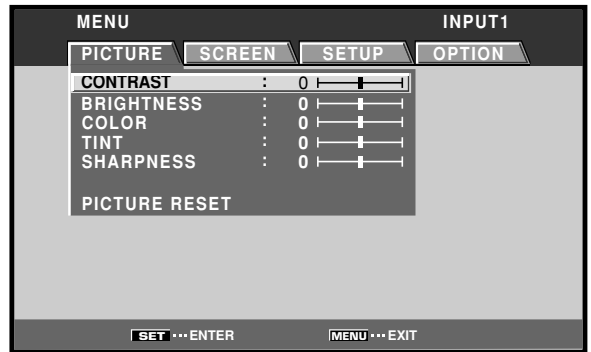 MENU INPUT1
PICTURE SCREEN SETUP OPTION
CONTRAST : 0
BRIGHTNESS : 0
COLOR : 0
TINT : 0
SHARPNESS : 0
PICTURE RESET
SET ··· ENTER MENU ··· EXIT